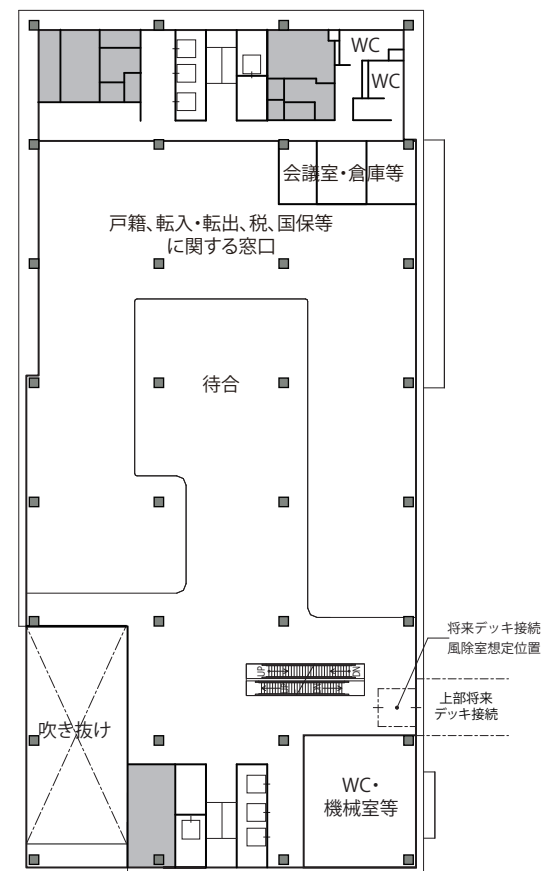 WC
WC
会議室・倉庫等
戸籍、転入・転出、税、国保等
に関する窓口
待合
将来デッキ接続
風除室想定位置
UP
DN
上部将来
デッキ接続
吹き抜け
WC・
機械室等